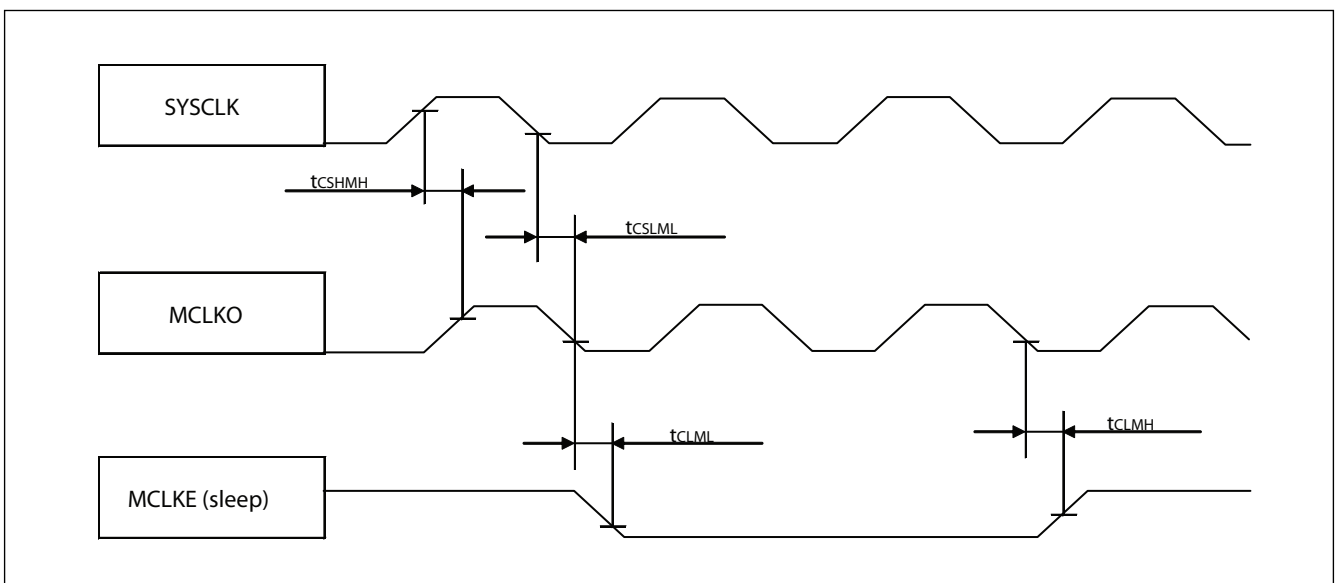 SYSCLK
tCSHMH
tCSLML
MCLKO
tCLML
tCLMH
MCLKE (sleep)